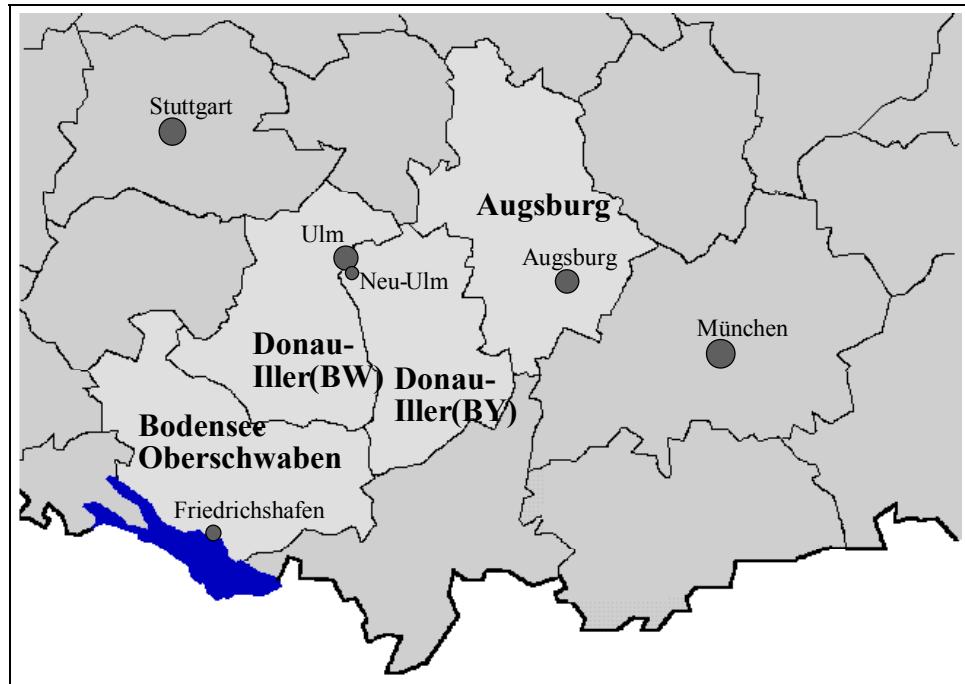 Stuttgart
Augsburg
Ulm
Augsburg
Neu-Ulm
München
Donau-
Iller(BW)
Donau-
Iller(BY)
Bodensee
Oberschwaben
Friedrichshafen